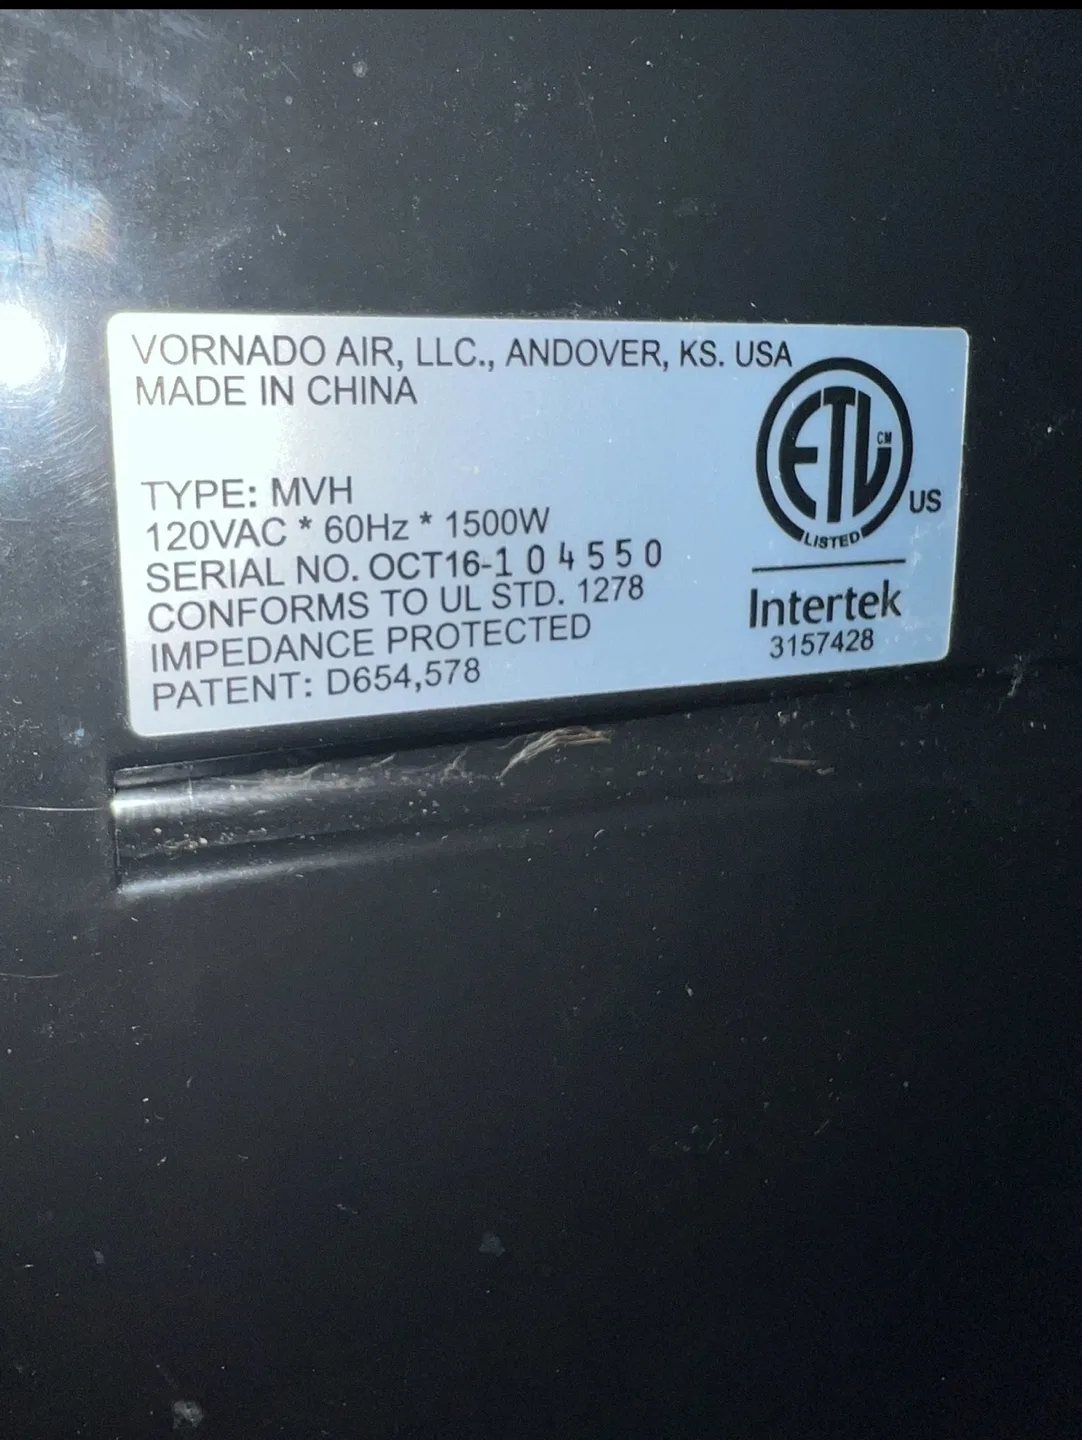 VORNADO AIR, LLC., ANDOVER, KS. USA
MADE IN CHINA
TYPE: MVH
120VAC * 60Hz * 1500W
SERIAL NO. OCT16-1 0 4 5 5 0
CONFORMS TO UL STD. 1278
IMPEDANCE PROTECTED
PATENT: D654,578
ETL CM
LISTED
US
Intertek
3157428